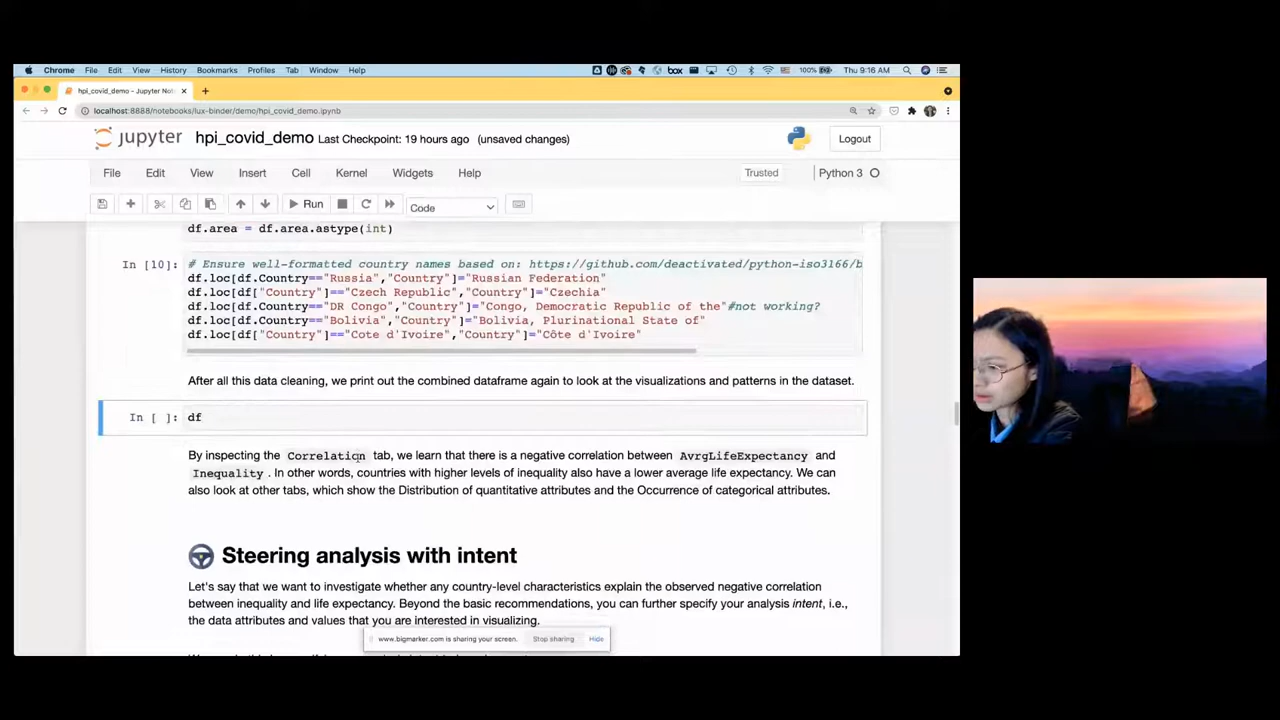 Chrome File Edit View History Bookmarks Profiles Tab Window Help
box 100% Thu 9:16 AM
hpi_covid_demo - Jupyter Not
localhost:8888/notebooks/lux-binder/demo/hpi_covid_demo.ipynb
jupyter hpi_covid_demo Last Checkpoint: 19 hours ago (unsaved changes)
Logout
File Edit View Insert Cell Kernel Widgets Help
Trusted Python 3
Run Code
df.area = df.area.astype(int)
In [10]: # Ensure well-formatted country names based on: https://github.com/deactivated/python-iso3166/b
df.loc[df.Country=="Russia","Country"]="Russian Federation"
df.loc[df["Country"]=="Czech Republic","Country"]="Czechia"
df.loc[df.Country=="DR Congo","Country"]="Congo, Democratic Republic of the"#not working?
df.loc[df.Country=="Bolivia","Country"]="Bolivia, Plurinational State of"
df.loc[df["Country"]=="Cote d'Ivoire","Country"]="Côte d'Ivoire"
After all this data cleaning, we print out the combined dataframe again to look at the visualizations and patterns in the dataset.
In [ ]: df
By inspecting the Correlation tab, we learn that there is a negative correlation between AvrgLifeExpectancy and
Inequality . In other words, countries with higher levels of inequality also have a lower average life expectancy. We can
also look at other tabs, which show the Distribution of quantitative attributes and the Occurrence of categorical attributes.
Steering analysis with intent
Let's say that we want to investigate whether any country-level characteristics explain the observed negative correlation
between inequality and life expectancy. Beyond the basic recommendations, you can further specify your analysis intent, i.e.,
the data attributes and values that you are interested in visualizing.
www.bigmarker.com is sharing your screen. Stop sharing Hide